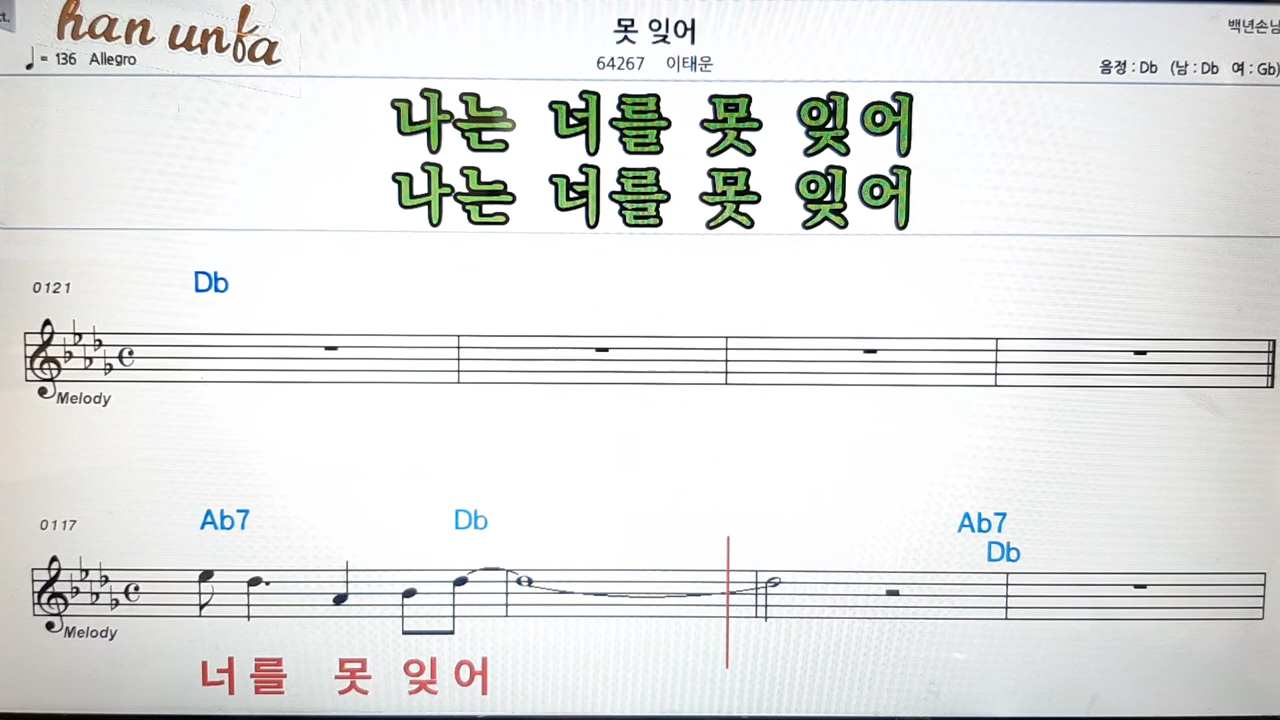 ct.
han unfa
못 잊어
백년손님
♩ = 136 Allegro
64267 이태운
음정 : Db (남 : Db 여 : Gb)
나는 너를 못 잊어
나는 너를 못 잊어
0121
Db
Melody
0117
Ab7 Db Ab7
Db
Melody
너를 못 잊어